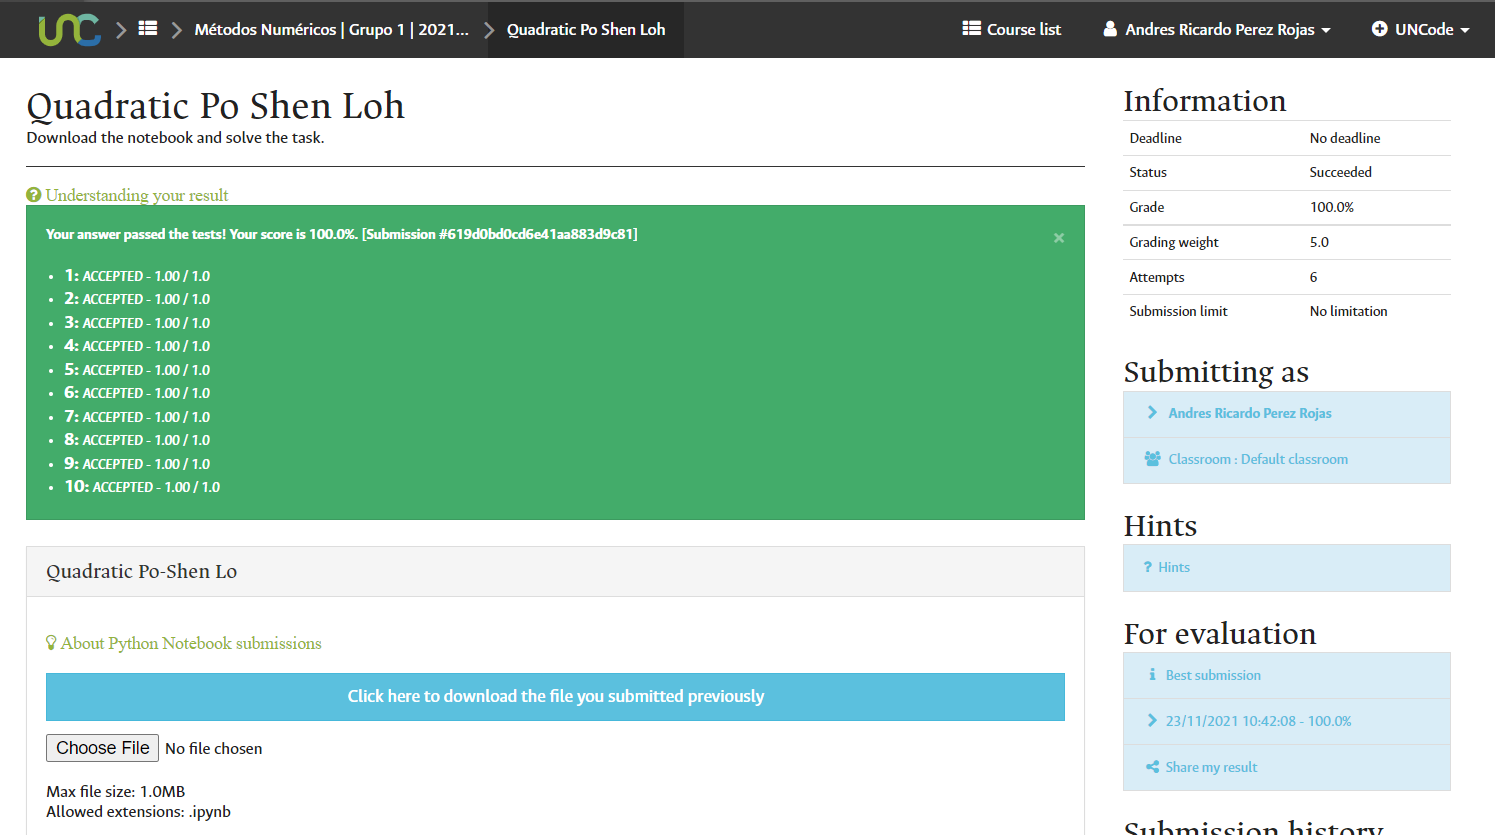 UNC
Métodos Numéricos | Grupo 1 | 2021...
Quadratic Po Shen Loh
Course list
Andres Ricardo Perez Rojas
UNCode
Quadratic Po Shen Loh
Download the notebook and solve the task.
Understanding your result
Your answer passed the tests! Your score is 100.0%. [Submission #619d0bd0cd6e41aa883d9c81]
×
• 1: ACCEPTED - 1.00 / 1.0
• 2: ACCEPTED - 1.00 / 1.0
• 3: ACCEPTED - 1.00 / 1.0
• 4: ACCEPTED - 1.00 / 1.0
• 5: ACCEPTED - 1.00 / 1.0
• 6: ACCEPTED - 1.00 / 1.0
• 7: ACCEPTED - 1.00 / 1.0
• 8: ACCEPTED - 1.00 / 1.0
• 9: ACCEPTED - 1.00 / 1.0
• 10: ACCEPTED - 1.00 / 1.0
Quadratic Po-Shen Lo
About Python Notebook submissions
Click here to download the file you submitted previously
Choose File No file chosen
Max file size: 1.0MB
Allowed extensions: .ipynb
Information
Deadline No deadline
Status Succeeded
Grade 100.0%
Grading weight 5.0
Attempts 6
Submission limit No limitation
Submitting as
Andres Ricardo Perez Rojas
Classroom : Default classroom
Hints
? Hints
For evaluation
Best submission
23/11/2021 10:42:08 - 100.0%
Share my result
Submission history